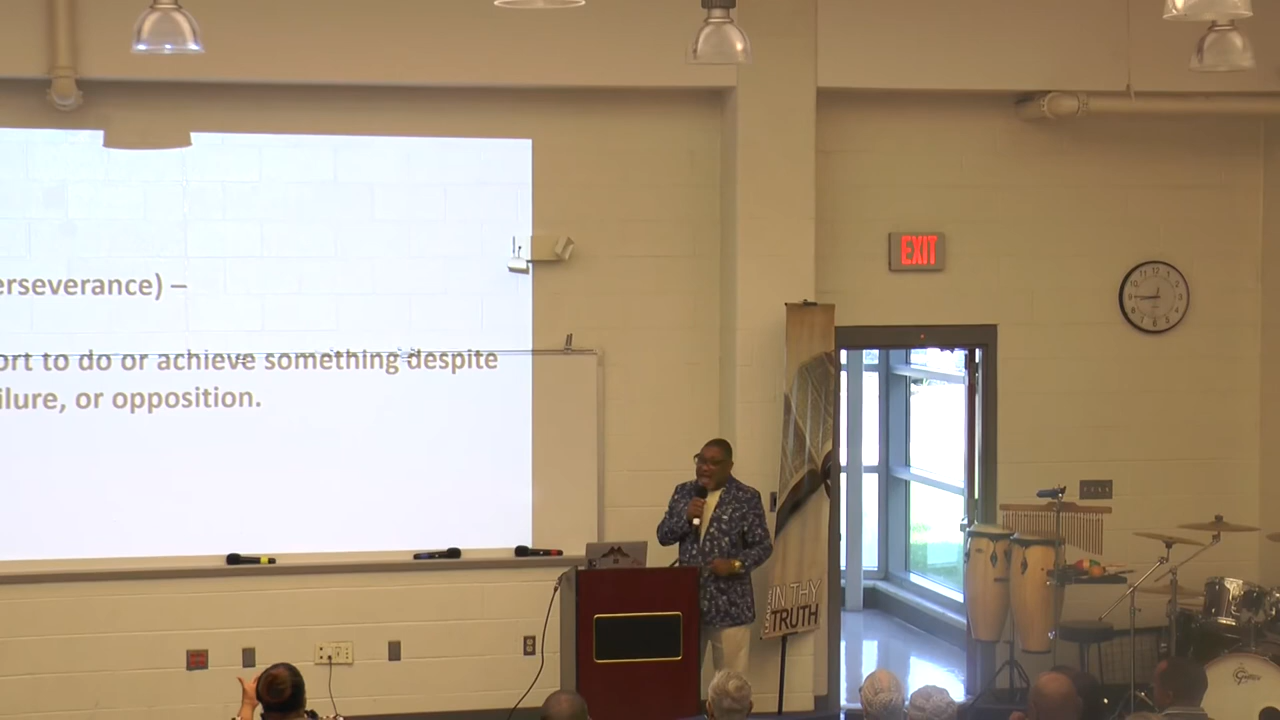 erseverance) –
ort to do or achieve something despite
ilure, or opposition.
EXIT
IN THY
TRUTH